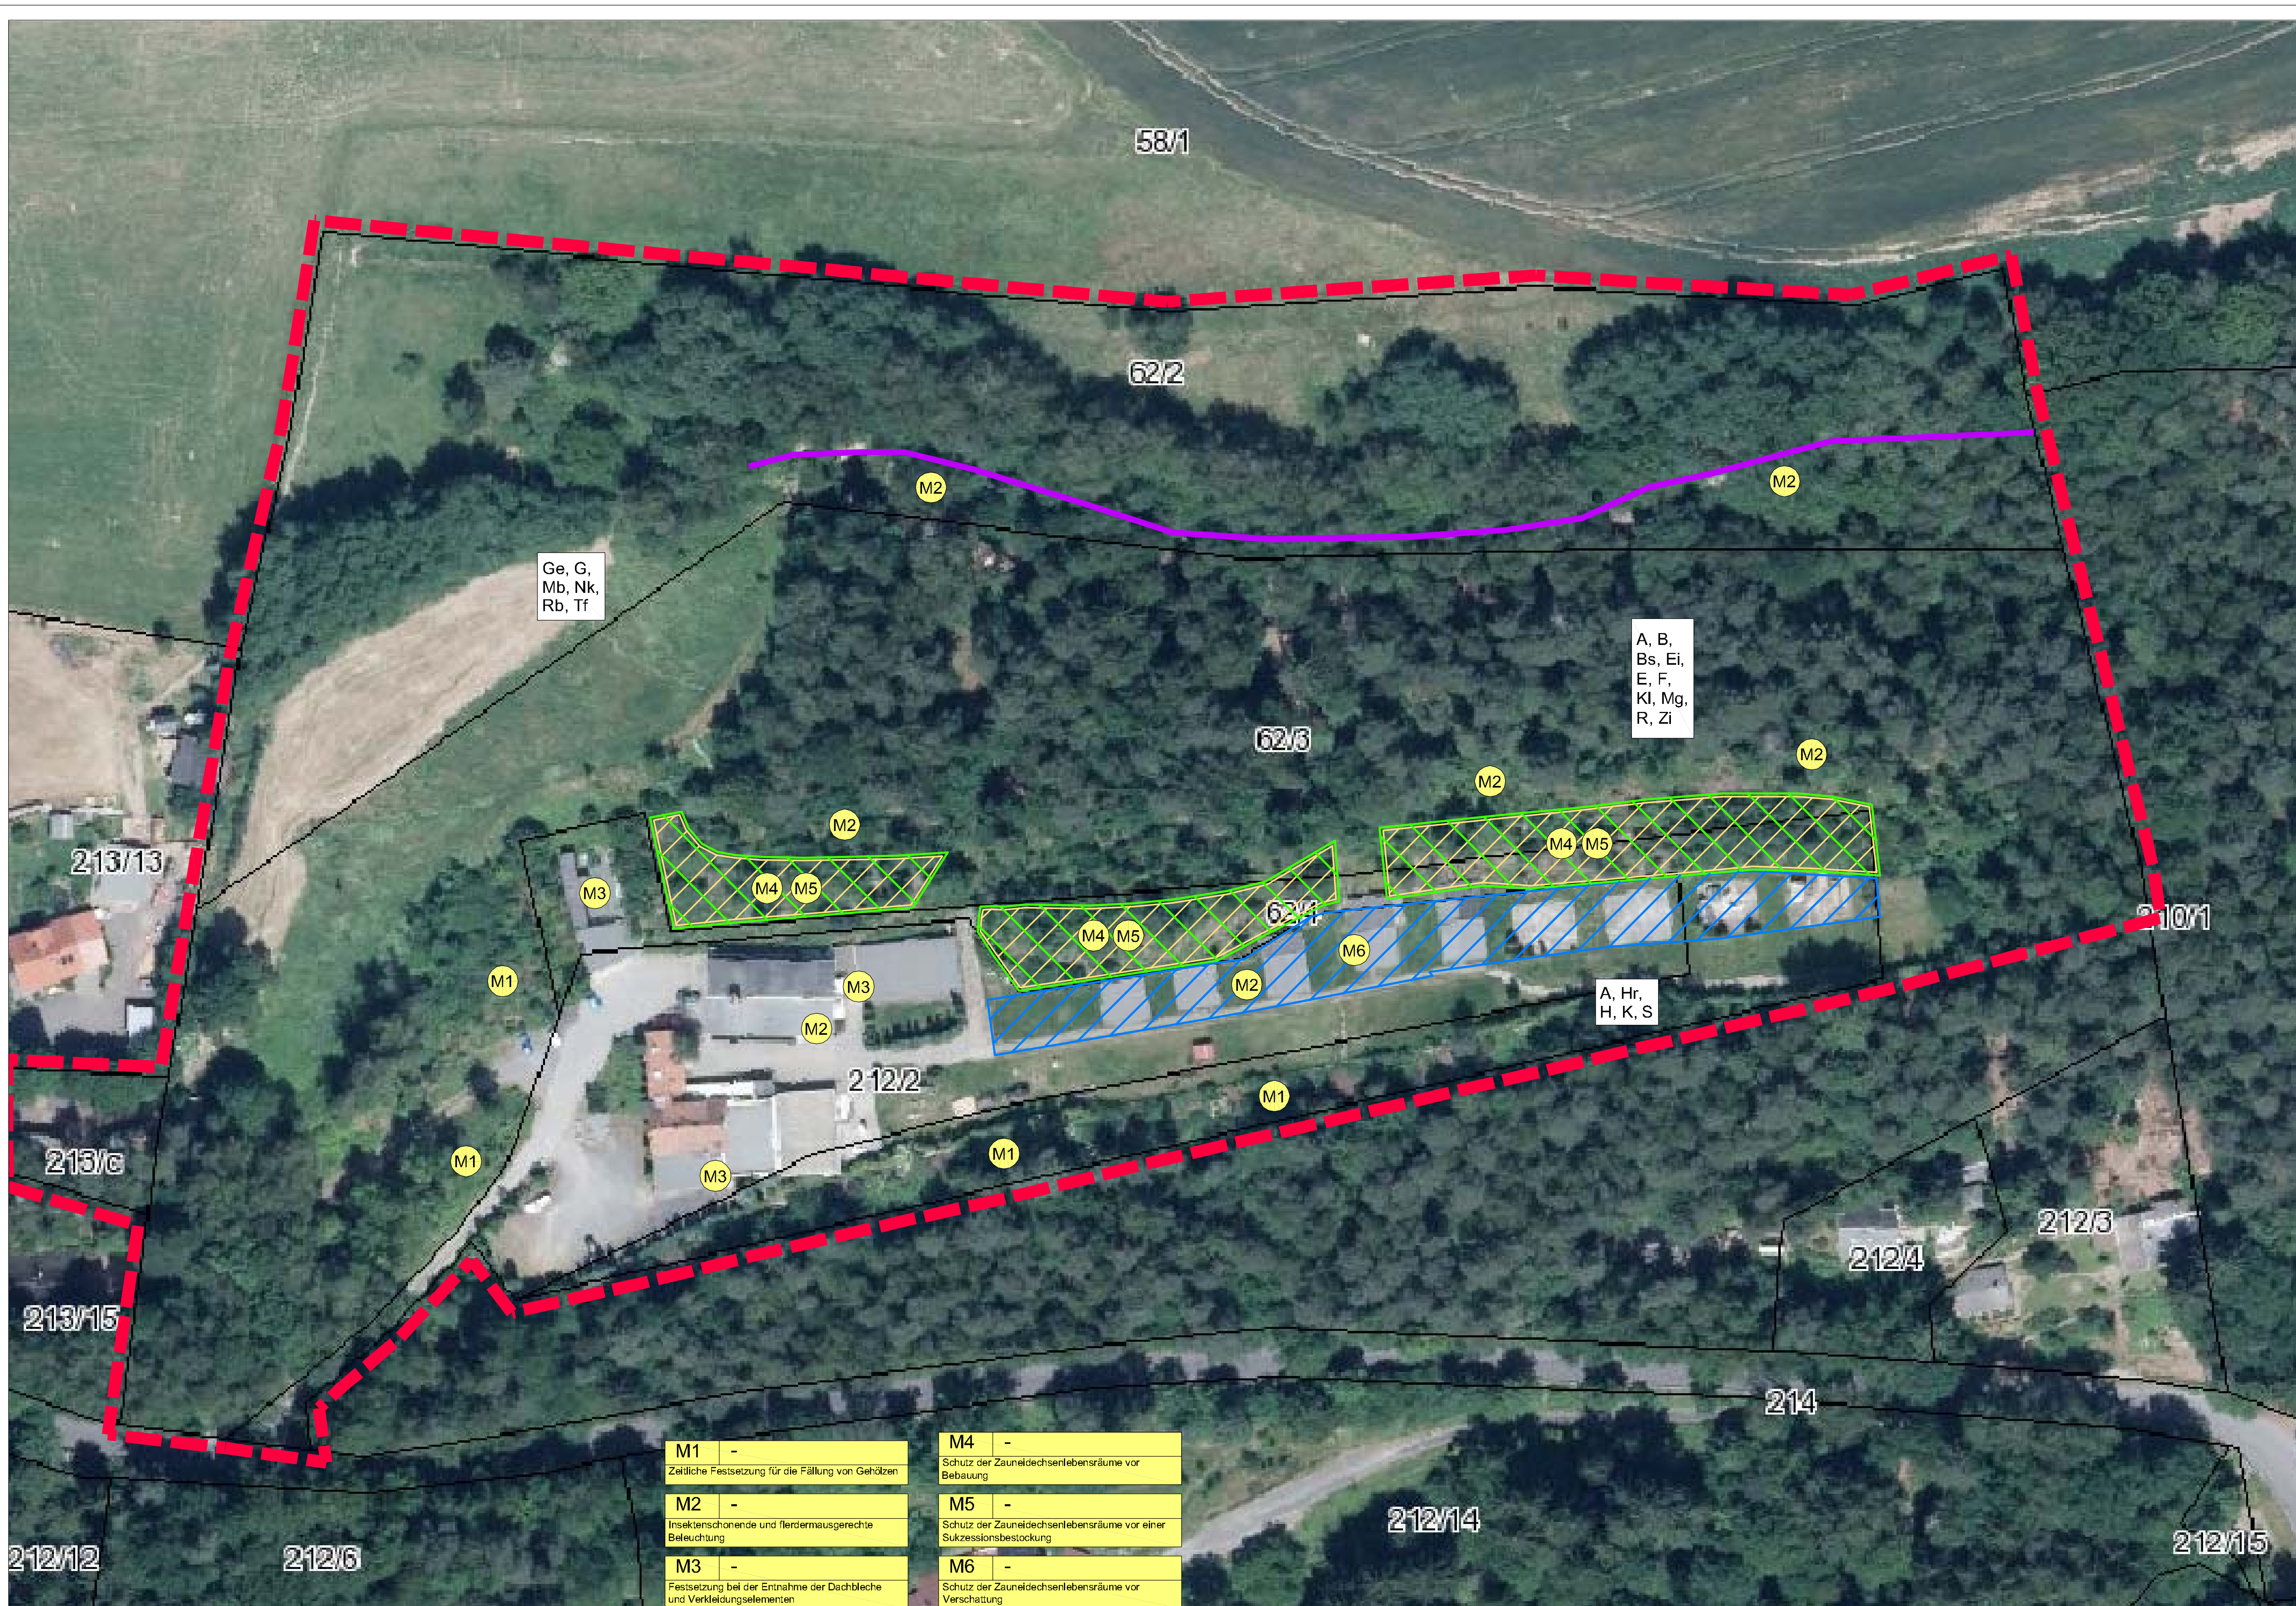 58/1
62/2
M2
M2
Ge, G,
Mb, Nk,
Rb, Tf
A, B,
Bs, Ei,
E, F,
Kl, Mg,
R, Zi
62/3
M2
M2
M2
213/13
M3
M4 M5
M4 M5
M4 M5
62/4
210/1
M6
M1
M3
M2
M2
A, Hr,
H, K, S
212/2
M1
M1
M1
M3
213/c
213/15
212/3
212/4
214
M1 -
Zeitliche Festsetzung für die Fällung von Gehölzen
M2 -
Insektenschonende und flerdermausgerechte
Beleuchtung
M3 -
Festsetzung bei der Entnahme der Dachbleche
und Verkleidungselementen
M4 -
Schutz der Zauneidechsenlebensräume vor
Bebauung
M5 -
Schutz der Zauneidechsenlebensräume vor einer
Sukzessionsbestockung
M6 -
Schutz der Zauneidechsenlebensräume vor
Verschattung
212/14
212/15
212/12
212/6